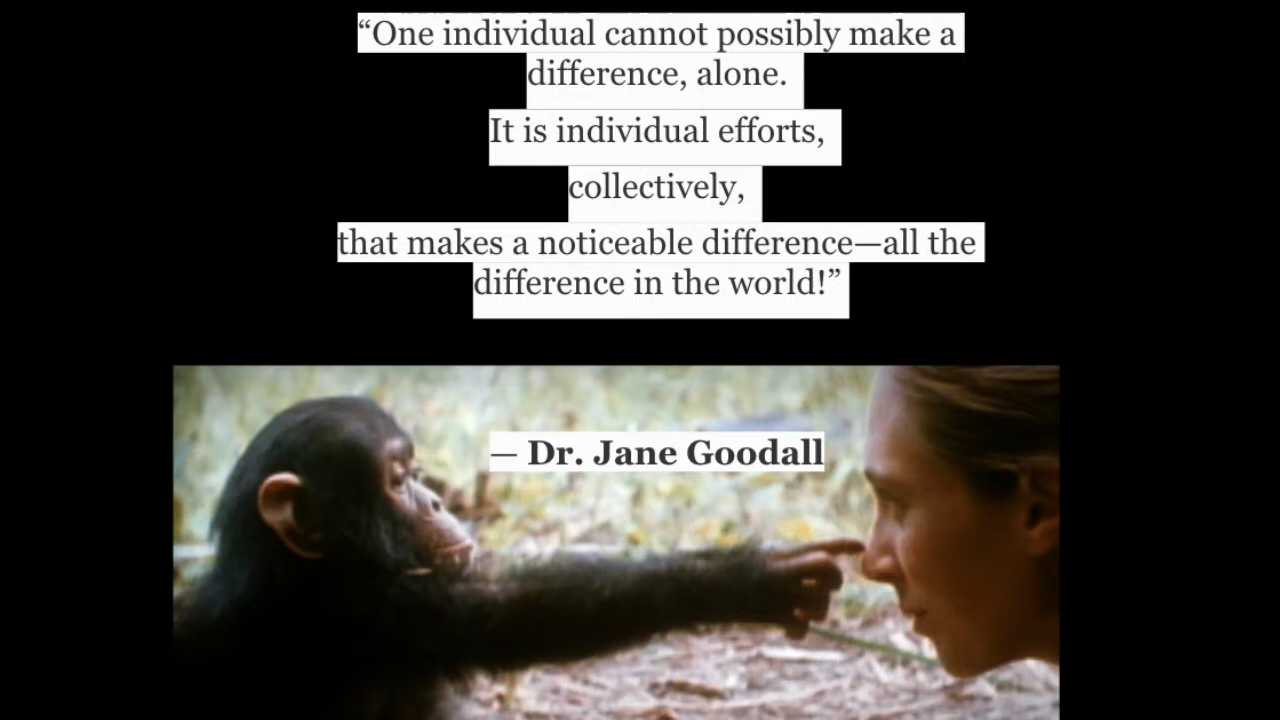 “One individual cannot possibly make a
difference, alone.
It is individual efforts,
collectively,
that makes a noticeable difference—all the
difference in the world!”
— Dr. Jane Goodall